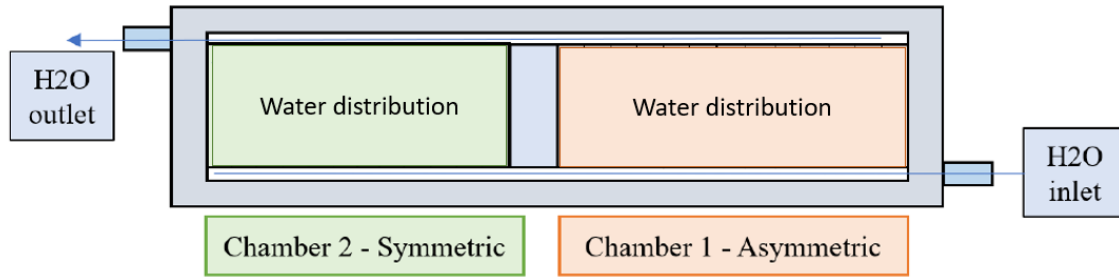 H2O
outlet
Water distribution
Water distribution
H2O
inlet
Chamber 2 - Symmetric
Chamber 1 - Asymmetric